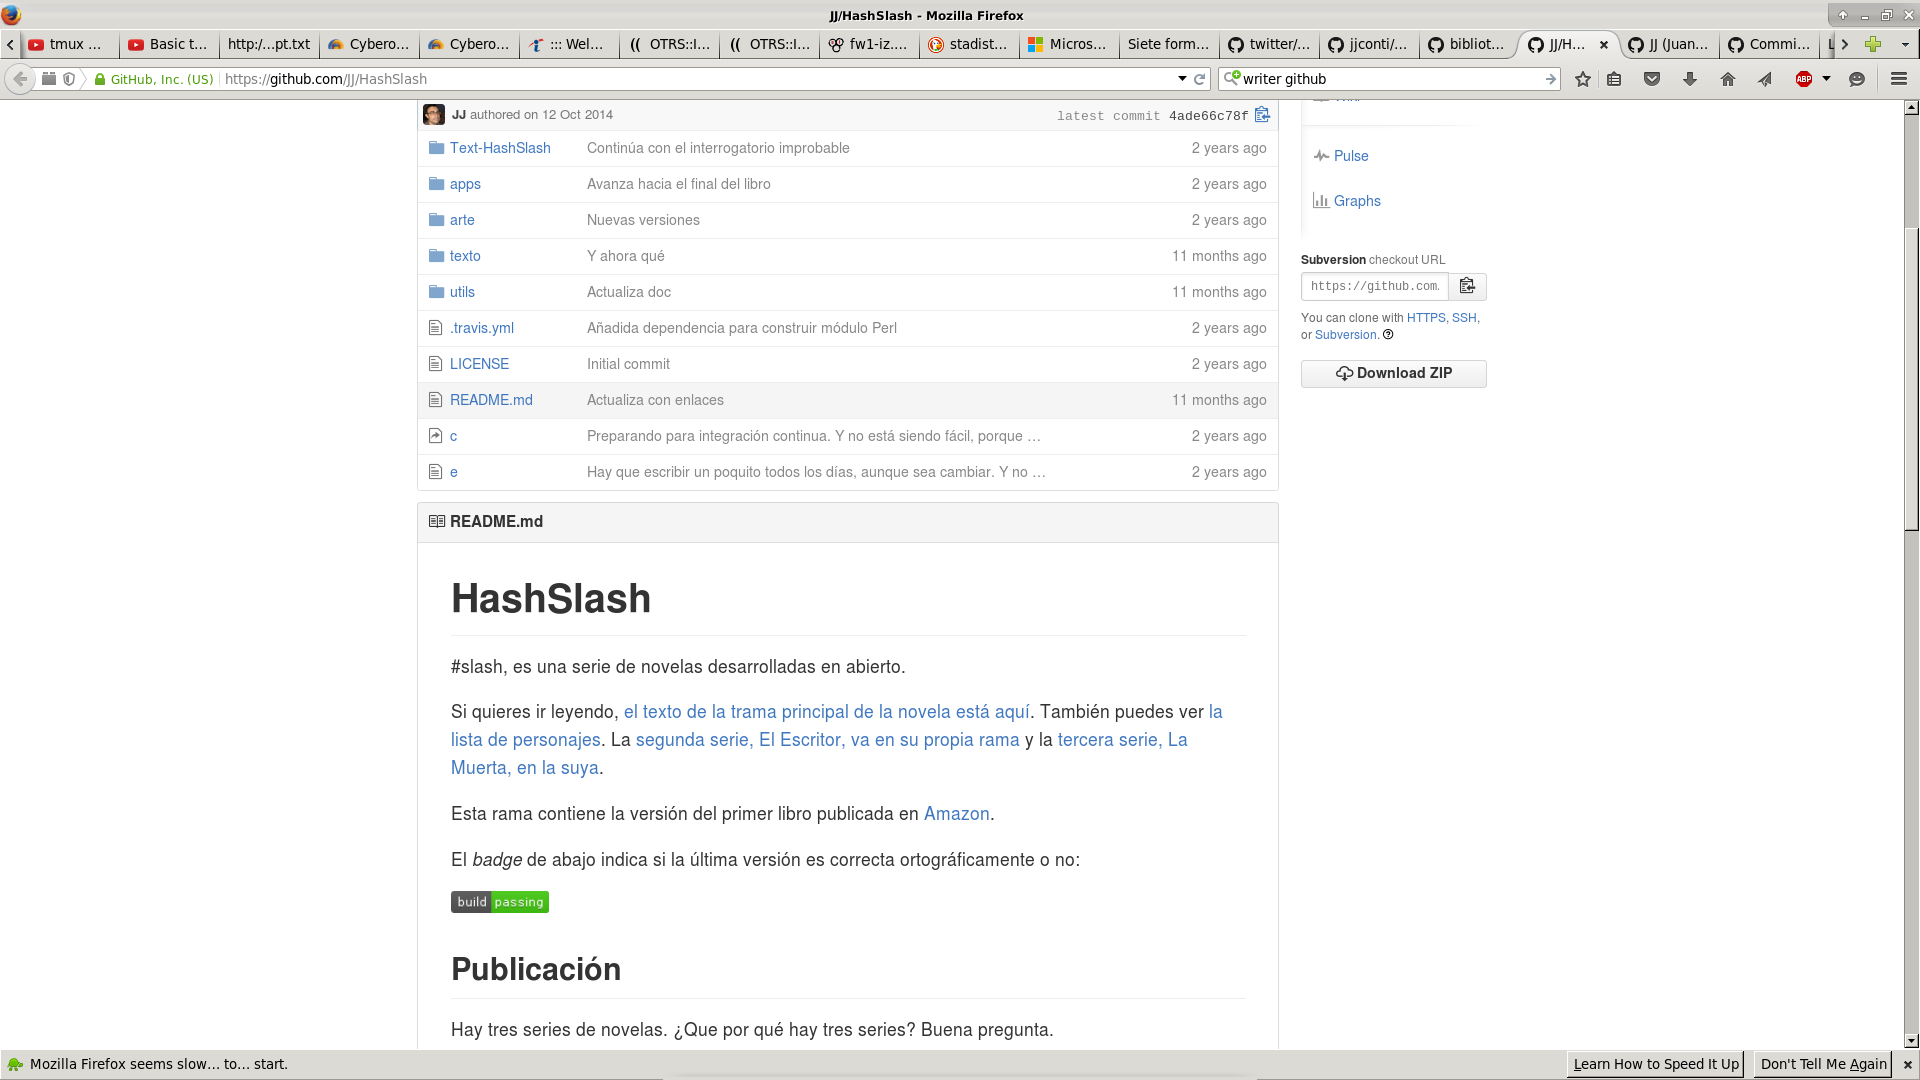 JJ/HashSlash - Mozilla Firefox
tmux ...
Basic t...
http:/...pt.txt
Cybero...
Cybero...
::: Wel...
OTRS::I...
OTRS::I...
fw1-iz....
stadist...
Micros...
Siete form...
twitter/...
jjconti/...
bibliot...
JJ/H...
JJ (Juan...
Commi...
GitHub, Inc. (US)
https://github.com/JJ/HashSlash
writer github
ABP
JJ authored on 12 Oct 2014
latest commit 4ade66c78f
Text-HashSlash Continúa con el interrogatorio improbable 2 years ago
apps Avanza hacia el final del libro 2 years ago
arte Nuevas versiones 2 years ago
texto Y ahora qué 11 months ago
utils Actualiza doc 11 months ago
.travis.yml Añadida dependencia para construir módulo Perl 2 years ago
LICENSE Initial commit 2 years ago
README.md Actualiza con enlaces 11 months ago
c Preparando para integración continua. Y no está siendo fácil, porque … 2 years ago
e Hay que escribir un poquito todos los días, aunque sea cambiar. Y no … 2 years ago
Pulse
Graphs
Subversion checkout URL
https://github.com.
You can clone with HTTPS, SSH,
or Subversion.
Download ZIP
README.md
HashSlash
#slash, es una serie de novelas desarrolladas en abierto.
Si quieres ir leyendo, el texto de la trama principal de la novela está aquí. También puedes ver la
lista de personajes. La segunda serie, El Escritor, va en su propia rama y la tercera serie, La
Muerta, en la suya.
Esta rama contiene la versión del primer libro publicada en Amazon.
El badge de abajo indica si la última versión es correcta ortográficamente o no:
build passing
Publicación
Hay tres series de novelas. ¿Que por qué hay tres series? Buena pregunta.
Mozilla Firefox seems slow... to... start.
Learn How to Speed It Up
Don't Tell Me Again